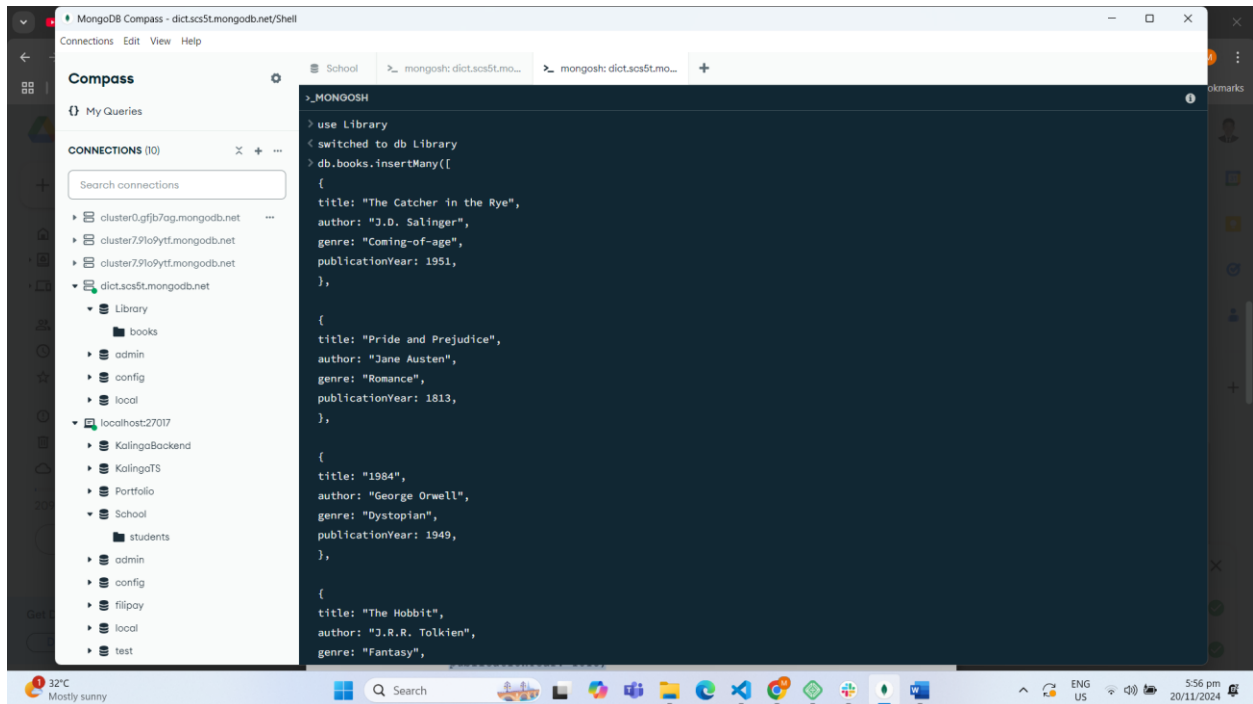 MongoDB Compass - dict.scs5t.mongodb.net/Shell
Connections Edit View Help
Compass
{} My Queries
CONNECTIONS (10)
Search connections
cluster0.gfjb7ag.mongodb.net
cluster7.91o9ytf.mongodb.net
cluster7.91o9ytf.mongodb.net
dict.scs5t.mongodb.net
Library
books
admin
config
local
localhost:27017
KalingaBackend
KalingaTS
Portfolio
School
students
admin
config
filipay
local
test
School >_ mongosh: dict.scs5t.mo... >_ mongosh: dict.scs5t.mo... +
>_MONGOSH
> use Library
< switched to db Library
> db.books.insertMany([
{
title: "The Catcher in the Rye",
author: "J.D. Salinger",
genre: "Coming-of-age",
publicationYear: 1951,
},
{
title: "Pride and Prejudice",
author: "Jane Austen",
genre: "Romance",
publicationYear: 1813,
},
{
title: "1984",
author: "George Orwell",
genre: "Dystopian",
publicationYear: 1949,
},
{
title: "The Hobbit",
author: "J.R.R. Tolkien",
genre: "Fantasy",
okmarks
1
32°C
Mostly sunny
Search
ENG
US
5:56 pm
20/11/2024